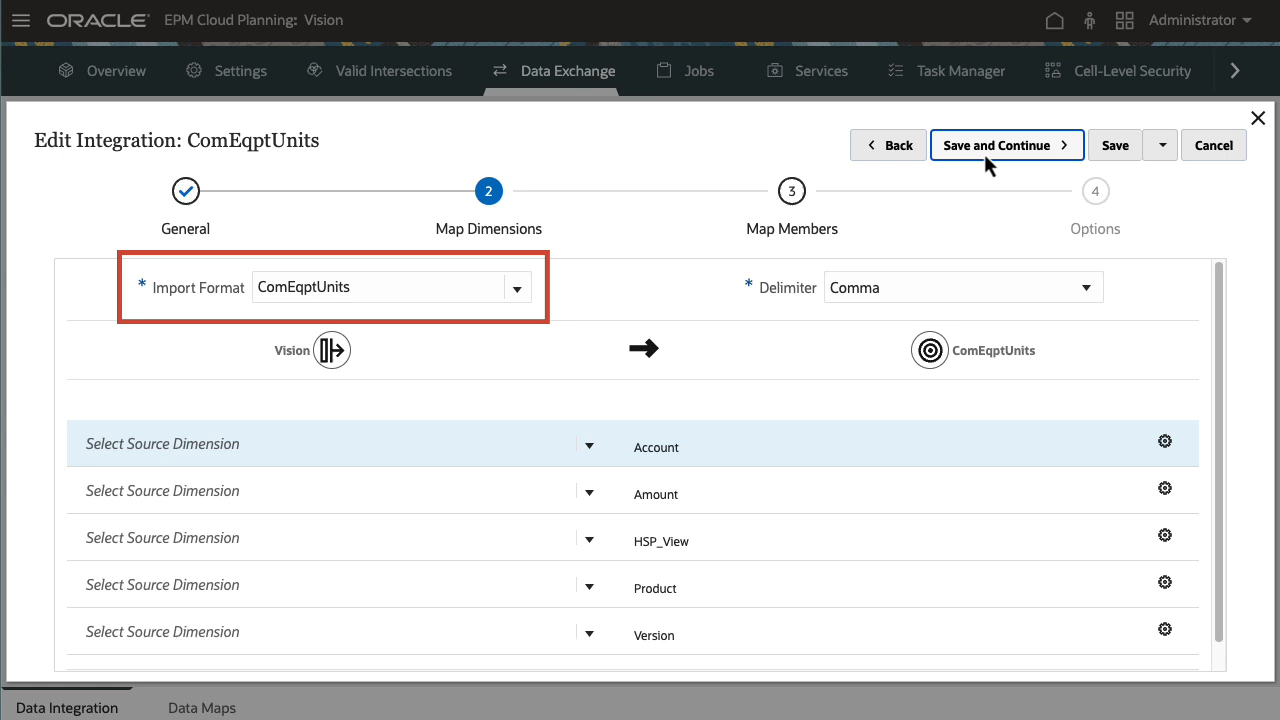 ORACLE® EPM Cloud Planning: Vision Administrator
Overview Settings Valid Intersections Data Exchange Jobs Services Task Manager Cell-Level Security
Edit Integration: ComEqptUnits
Back Save and Continue Save Cancel
2 3 4
General Map Dimensions Map Members Options
* Import Format ComEqptUnits * Delimiter Comma
Vision ComEqptUnits
Select Source Dimension Account
Select Source Dimension Amount
Select Source Dimension HSP_View
Select Source Dimension Product
Select Source Dimension Version
Data Integration Data Maps